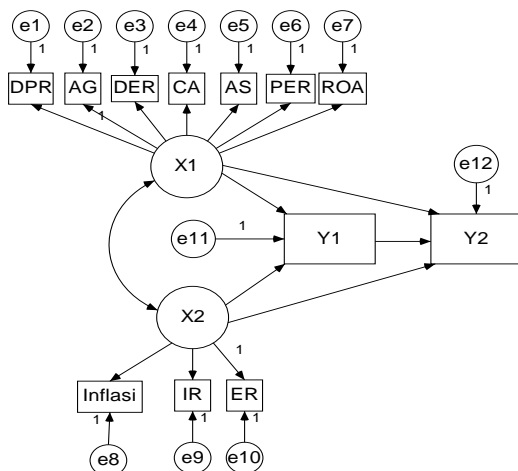 e1 e2 e3 e4 e5 e6 e7
1 1 1 1 1 1 1
DPR AG DER CA AS PER ROA
1
X1
e12
1
e11
1
Y1
Y2
X2
1
Inflasi IR ER
1 1 1
e8 e9 e10